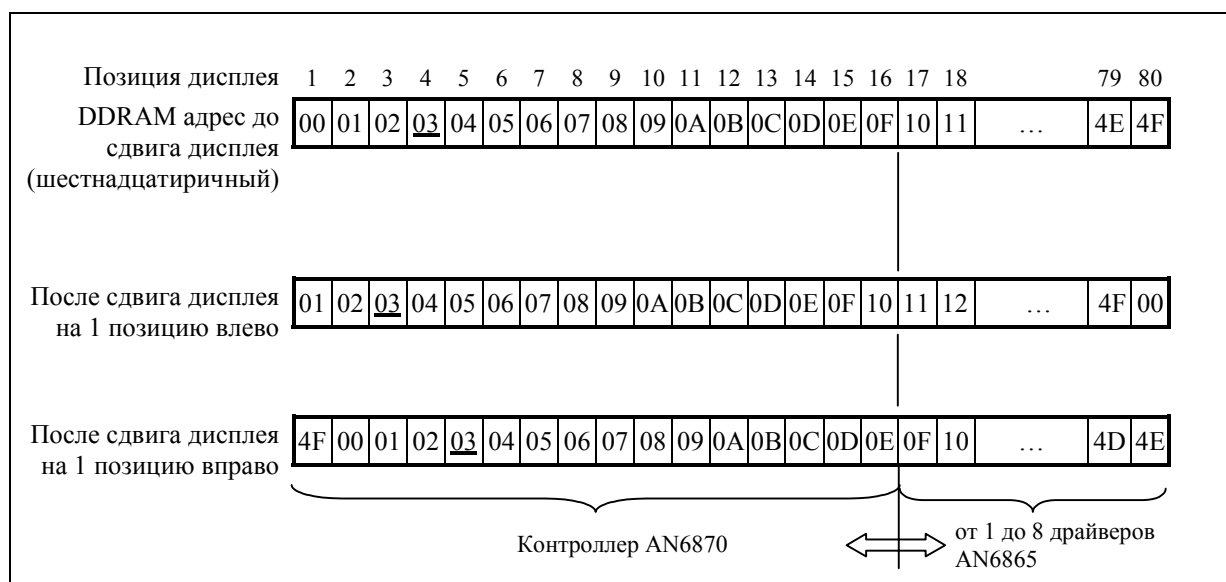 Позиция дисплея 1 2 3 4 5 6 7 8 9 10 11 12 13 14 15 16 17 18 79 80
DDRAM адрес до
сдвига дисплея
(шестнадцатиричный)
00 01 02 03 04 05 06 07 08 09 0A 0B 0C 0D 0E 0F 10 11 … 4E 4F
После сдвига дисплея
на 1 позицию влево
01 02 03 04 05 06 07 08 09 0A 0B 0C 0D 0E 0F 10 11 12 … 4F 00
После сдвига дисплея
на 1 позицию вправо
4F 00 01 02 03 04 05 06 07 08 09 0A 0B 0C 0D 0E 0F 10 … 4D 4E
Контроллер AN6870
от 1 до 8 драйверов
AN6865